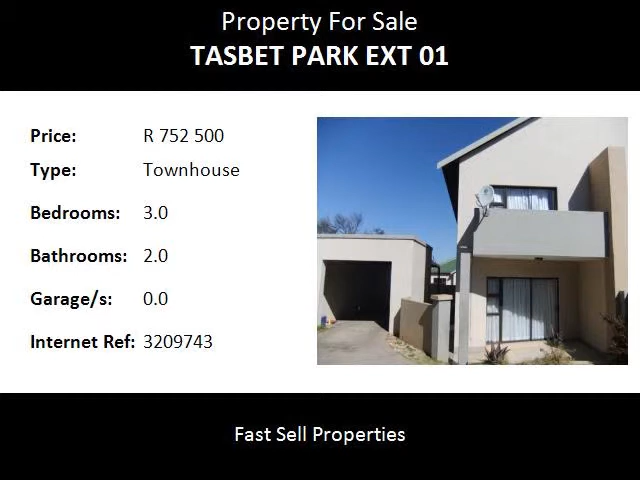 Property For Sale
TASBET PARK EXT 01
Price: R 752 500
Type: Townhouse
Bedrooms: 3.0
Bathrooms: 2.0
Garage/s: 0.0
Internet Ref: 3209743
Fast Sell Properties